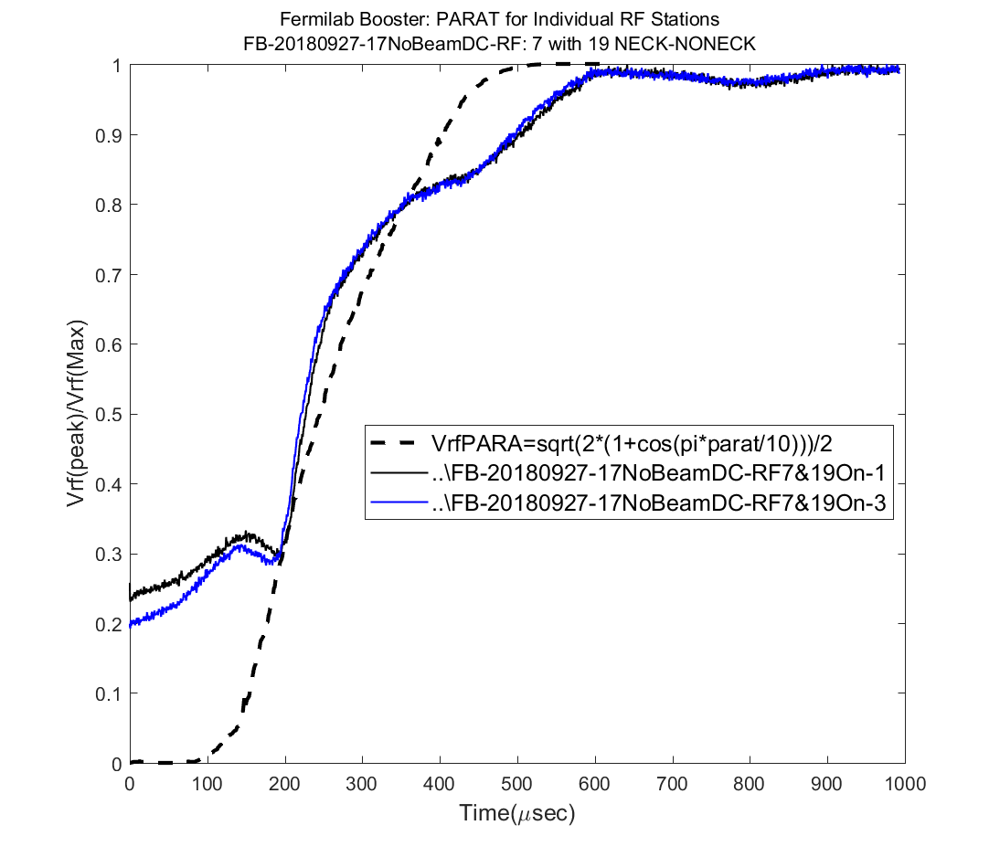 Fermilab Booster: PARAT for Individual RF Stations
FB-20180927-17NoBeamDC-RF: 7 with 19 NECK-NONECK
1
0.9
0.8
0.7
0.6
0.5
0.4
0.3
0.2
0.1
0
Vrf(peak)/Vrf(Max)
VrfPARA=sqrt(2*(1+cos(pi*parat/10)))/2
..\FB-20180927-17NoBeamDC-RF7&19On-1
..\FB-20180927-17NoBeamDC-RF7&19On-3
0 100 200 300 400 500 600 700 800 900 1000
Time(μsec)